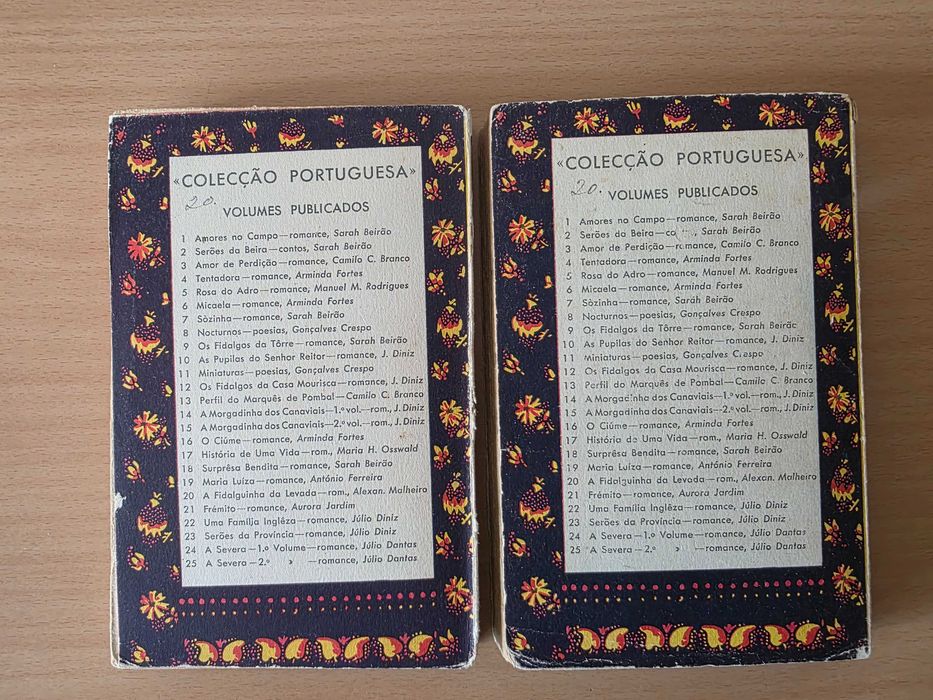 «COLECÇÃO PORTUGUESA»
20.
VOLUMES PUBLICADOS
1 Amores no Campo—romance, Sarah Beirão
2 Serões da Beira—contos, Sarah Beirão
3 Amor de Perdição—romance, Camilo C. Branco
4 Tentadora—romance, Arminda Fortes
5 Rosa do Adro—romance, Manuel M. Rodrigues
6 Micaela—romance, Arminda Fortes
7 Sòzinha—romance, Sarah Beirão
8 Nocturnos—poesias, Gonçalves Crespo
9 Os Fidalgos da Tôrre—romance, Sarah Beirão
10 As Pupilas do Senhor Reitor—romance, J. Diniz
11 Miniaturas—poesias, Gonçalves Crespo
12 Os Fidalgos da Casa Mourisca—romance, J. Diniz
13 Perfil do Marquês de Pombal—Camilo C. Branco
14 A Morgadinha dos Canaviais—1.º vol.—rom., J. Diniz
15 A Morgadinha dos Canaviais—2.º vol.—rom., J. Diniz
16 O Ciúme—romance, Arminda Fortes
17 História de Uma Vida—rom., Maria H. Osswald
18 Surprêsa Bendita—romance, Sarah Beirão
19 Maria Luíza—romance, António Ferreira
20 A Fidalguinha da Levada—rom., Alexan. Malheiro
21 Frémito—romance, Aurora Jardim
22 Uma Família Inglêza—romance, Júlio Diniz
23 Serões da Província—romance, Júlio Diniz
24 A Severa—1.º Volume—romance, Júlio Dantas
25 A Severa—2.º » —romance, Júlio Dantas
«COLECÇÃO PORTUGUESA»
20.
VOLUMES PUBLICADOS
1 Amores no Campo—romance, Sarah Beirão
2 Serões da Beira—co , Sarah Beirão
3 Amor de Perdição—romance, Camilo C. Branco
4 Tentadora—romance, Arminda Fortes
5 Rosa do Adro—romance, Manuel M. Rodrigues
6 Micaela—romance, Arminda Fortes
7 Sòzinha—romance, Sarah Beirão
8 Nocturnos—poesias, Gonçalves Crespo
9 Os Fidalgos da Tôrre—romance, Sarah Beirão
10 As Pupilas do Senhor Reitor—romance, J. Diniz
11 Miniaturas—poesias, Gonçalves Crespo
12 Os Fidalgos da Casa Mourisca—romance, J. Diniz
13 Perfil do Marquês de Pombal—Camilo C. Branco
14 A Morgadinha dos Canaviais—1.º vol.—rom., J. Diniz
15 A Morgadinha dos Canaviais—2.º vol.—rom., J. Diniz
16 O Ciúme—romance, Arminda Fortes
17 História de Uma Vida—rom., Maria H. Osswald
18 Surprêsa Bendita—romance, Sarah Beirão
19 Maria Luíza—romance, António Ferreira
20 A Fidalguinha da Levada—rom., Alexan. Malheiro
21 Frémito—romance, Aurora Jardim
22 Uma Família Inglêza—romance, Júlio Diniz
23 Serões da Província—romance, Júlio Diniz
24 A Severa—1.º Volume—romance, Júlio Dantas
25 A Severa—2.º » —romance, Júlio Dantas